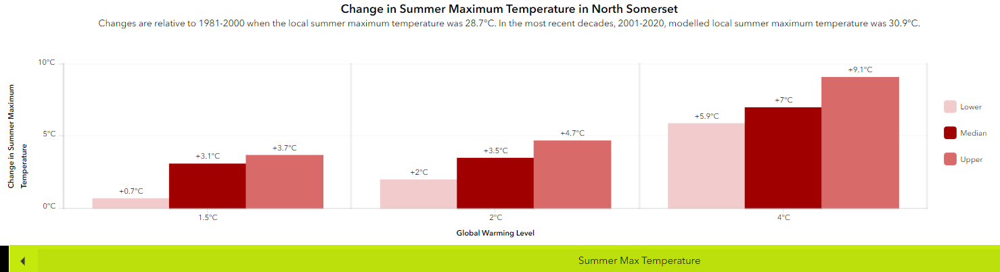 Change in Summer Maximum Temperature in North Somerset
Changes are relative to 1981-2000 when the local summer maximum temperature was 28.7°C. In the most recent decades, 2001-2020, modelled local summer maximum temperature was 30.9°C.
Change in Summer Maximum
Temperature
10°C
5°C
0°C
+0.7°C
+3.1°C
+3.7°C
+2°C
+3.5°C
+4.7°C
+5.9°C
+7°C
+9.1°C
1.5°C
2°C
4°C
Global Warming Level
Lower
Median
Upper
Summer Max Temperature